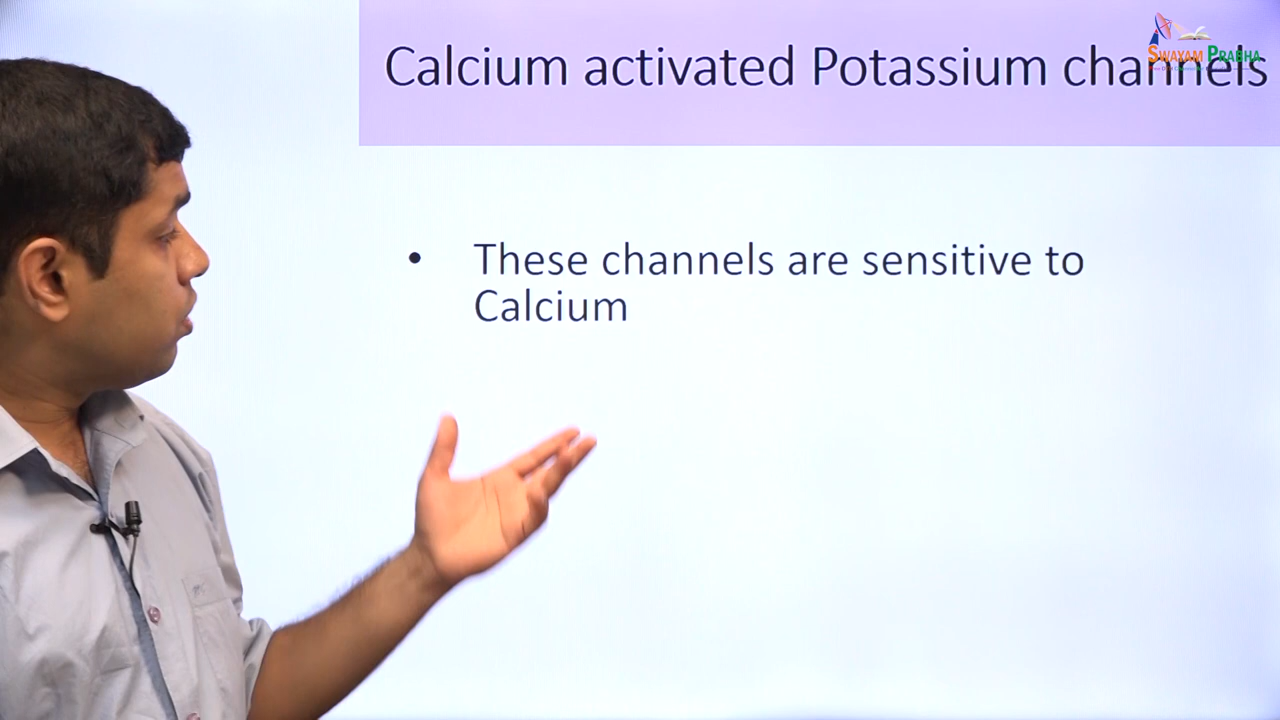 Calcium activated Potassium channels
SWAYAM PRABHA
• These channels are sensitive to
Calcium